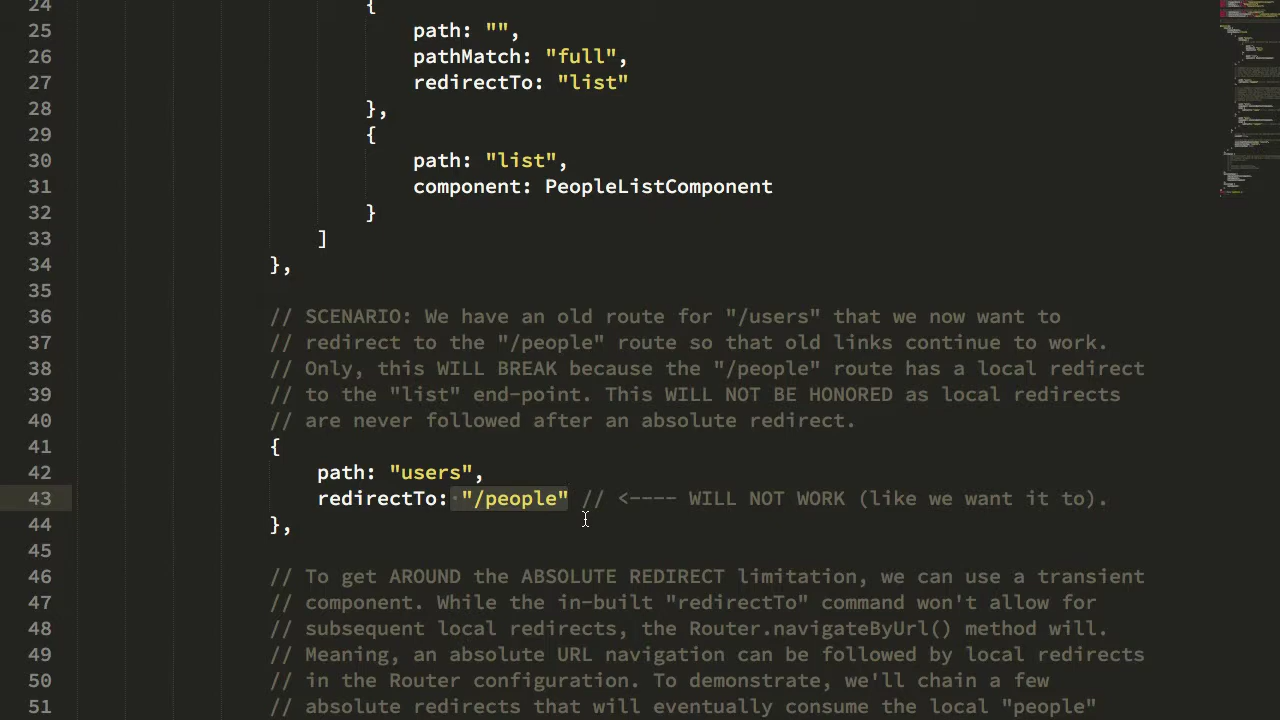 24 {
25 path: "",
26 pathMatch: "full",
27 redirectTo: "list"
28 },
29 {
30 path: "list",
31 component: PeopleListComponent
32 }
33 ]
34 },
35
36 // SCENARIO: We have an old route for "/users" that we now want to
37 // redirect to the "/people" route so that old links continue to work.
38 // Only, this WILL BREAK because the "/people" route has a local redirect
39 // to the "list" end-point. This WILL NOT BE HONORED as local redirects
40 // are never followed after an absolute redirect.
41 {
42 path: "users",
43 redirectTo: "/people" // <---- WILL NOT WORK (like we want it to).
44 },
45
46 // To get AROUND the ABSOLUTE REDIRECT limitation, we can use a transient
47 // component. While the in-built "redirectTo" command won't allow for
48 // subsequent local redirects, the Router.navigateByUrl() method will.
49 // Meaning, an absolute URL navigation can be followed by local redirects
50 // in the Router configuration. To demonstrate, we'll chain a few
51 // absolute redirects that will eventually consume the local "people"